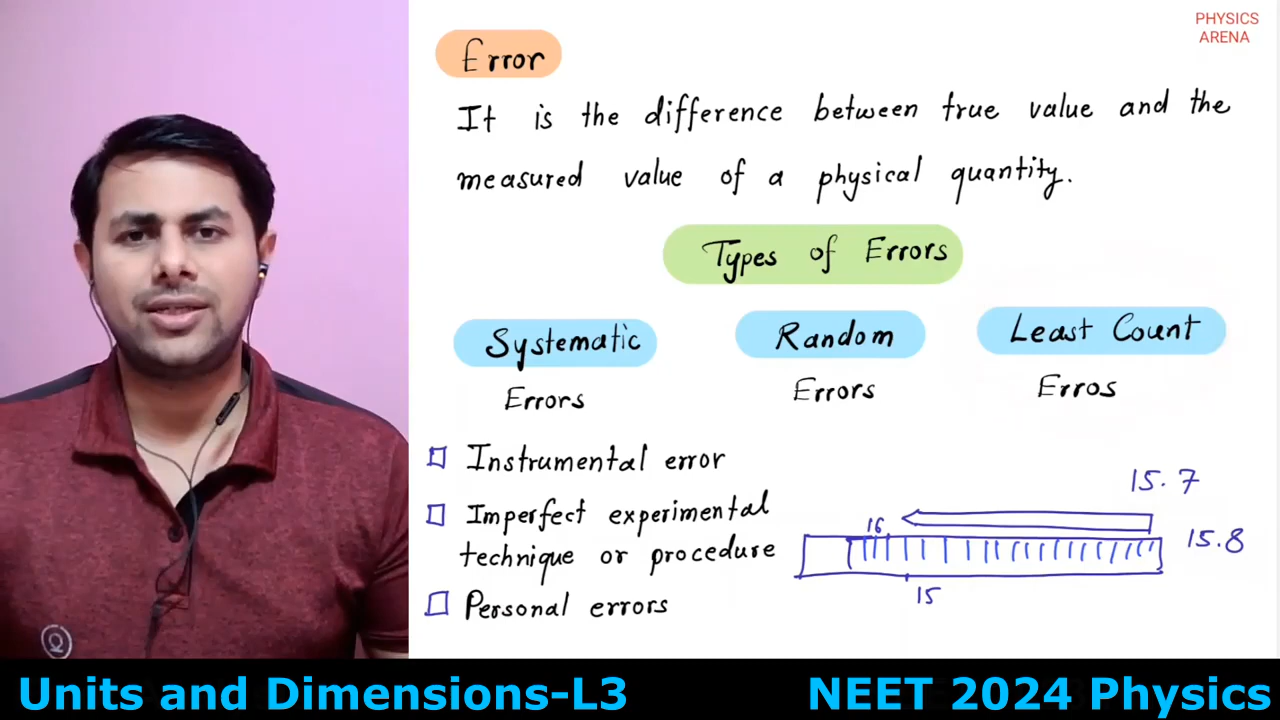 PHYSICS
ARENA
Error
It is the difference between true value and the
measured value of a physical quantity.
Types of Errors
Systematic
Errors
Random
Errors
Least Count
Erros
Instrumental error
Imperfect experimental
technique or procedure
Personal errors
15.7
16
15.8
15
Units and Dimensions-L3
NEET 2024 Physics